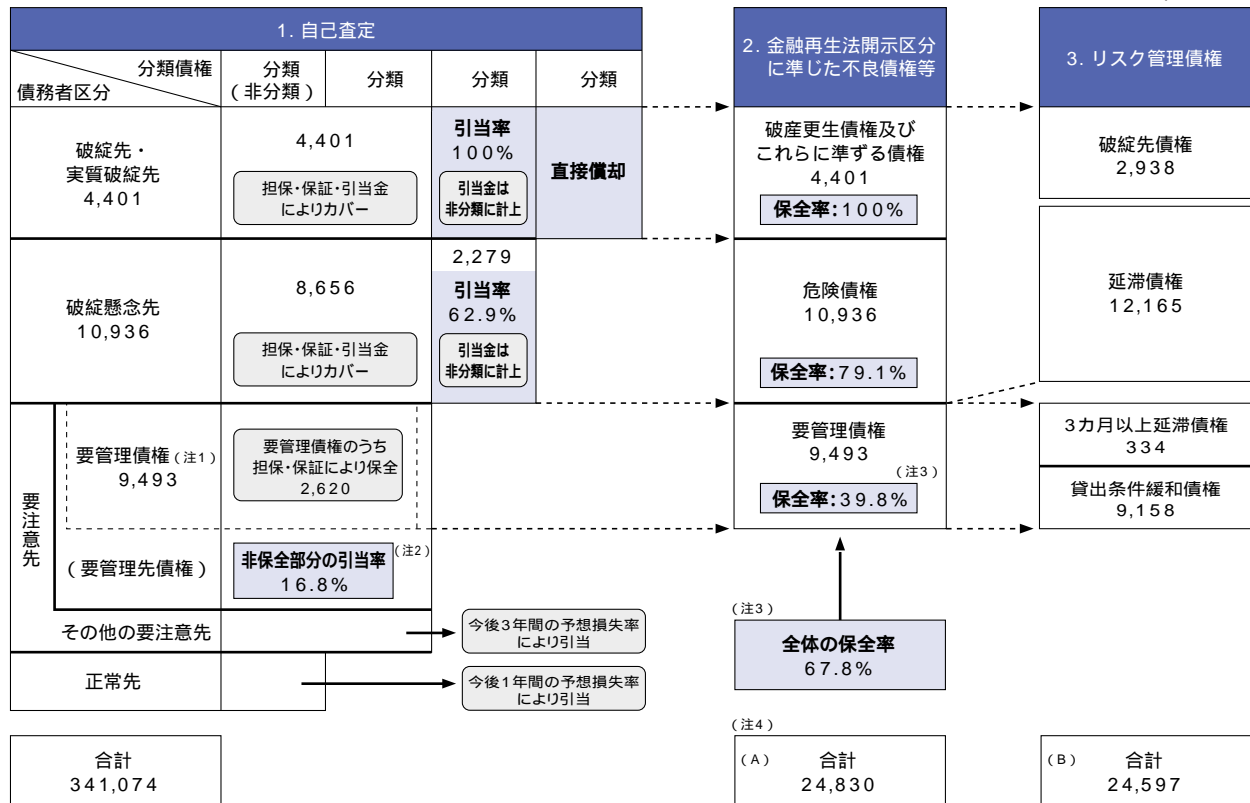 1. 自己査定
分類債権
債務者区分
分類
(非分類)
分類
分類
分類
破綻先・
実質破綻先
4,401
4,401
担保・保証・引当金
によりカバー
引当率
100%
引当金は
非分類に計上
直接償却
破綻懸念先
10,936
8,656
担保・保証・引当金
によりカバー
2,279
引当率
62.9%
引当金は
非分類に計上
要注意先
要管理債権(注1)
9,493
要管理債権のうち
担保・保証により保全
2,620
(要管理先債権)
非保全部分の引当率
16.8%
(注2)
その他の要注意先
今後3年間の予想損失率
により引当
正常先
今後1年間の予想損失率
により引当
合計
341,074
2. 金融再生法開示区分
に準じた不良債権等
破産更生債権及び
これらに準ずる債権
4,401
保全率:100%
危険債権
10,936
保全率:79.1%
要管理債権
9,493
(注3)
保全率:39.8%
(注3)
全体の保全率
67.8%
(注4)
(A) 合計
24,830
3. リスク管理債権
破綻先債権
2,938
延滞債権
12,165
3カ月以上延滞債権
334
貸出条件緩和債権
9,158
(B) 合計
24,597